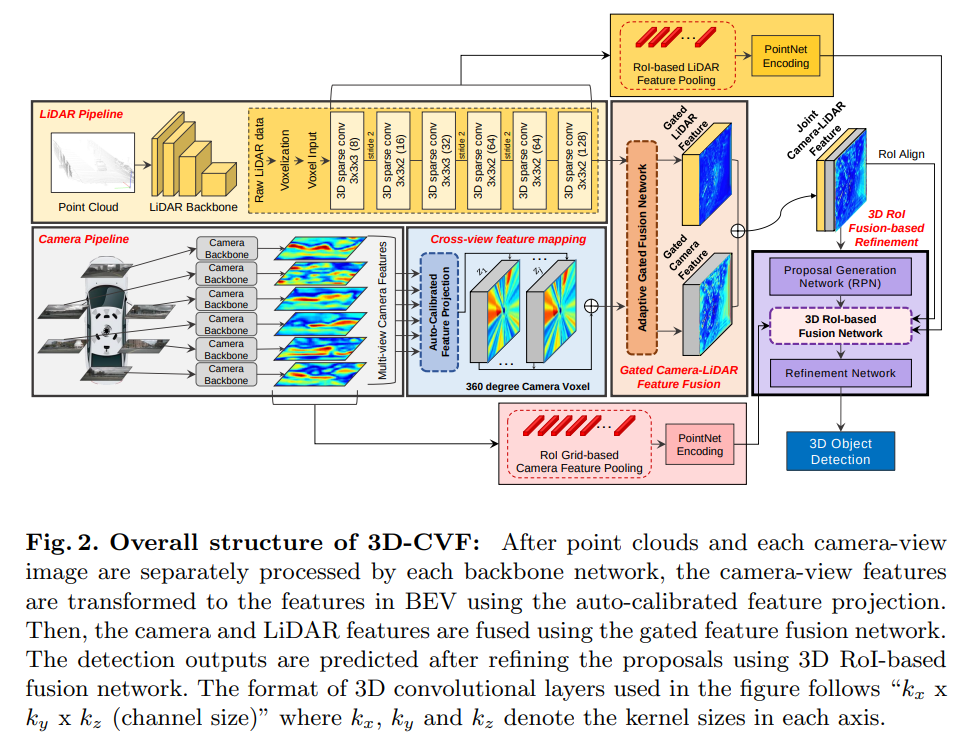 RoI-based LiDAR
Feature Pooling
PointNet
Encoding
LiDAR Pipeline
Point Cloud
LiDAR Backbone
Raw LiDAR data
Voxelization
Voxel Input
3D sparse conv
3x3x3 (8)
stride 2
3D sparse conv
3x3x2 (16)
3D sparse conv
3x3x3 (32)
stride 2
3D sparse conv
3x3x2 (64)
stride 2
3D sparse conv
3x3x2 (64)
3D sparse conv
3x3x2 (128)
Gated
LiDAR
Feature
Adaptive Gated Fusion Network
Gated
Camera
Feature
Gated Camera-LiDAR
Feature Fusion
Joint
Camera-LiDAR
Feature
RoI Align
3D RoI
Fusion-based
Refinement
Camera Pipeline
Camera
Backbone
Camera
Backbone
Camera
Backbone
Camera
Backbone
Camera
Backbone
Camera
Backbone
Multi-view Camera Features
Cross-view feature mapping
Auto-Calibrated
Feature Projection
z1
...
zj
...
360 degree Camera Voxel
Proposal Generation
Network (RPN)
3D RoI-based
Fusion Network
Refinement Network
3D Object
Detection
RoI Grid-based
Camera Feature Pooling
PointNet
Encoding
Fig. 2. Overall structure of 3D-CVF: After point clouds and each camera-view
image are separately processed by each backbone network, the camera-view features
are transformed to the features in BEV using the auto-calibrated feature projection.
Then, the camera and LiDAR features are fused using the gated feature fusion network.
The detection outputs are predicted after refining the proposals using 3D RoI-based
fusion network. The format of 3D convolutional layers used in the figure follows “kx x
ky x kz (channel size)” where kx, ky and kz denote the kernel sizes in each axis.